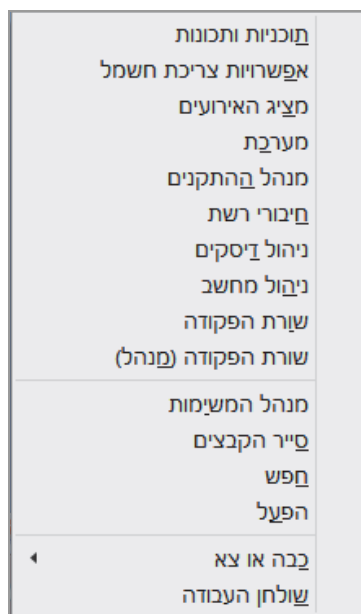 תוכניות ותכונות
אפשרויות צריכת חשמל
מציג האירועים
מערכת
מנהל ההתקנים
חיבורי רשת
ניהול דיסקים
ניהול מחשב
שורת הפקודה
שורת הפקודה (מנהל)
מנהל המשימות
סייר הקבצים
חפש
הפעל
כבה או צא
שולחן העבודה